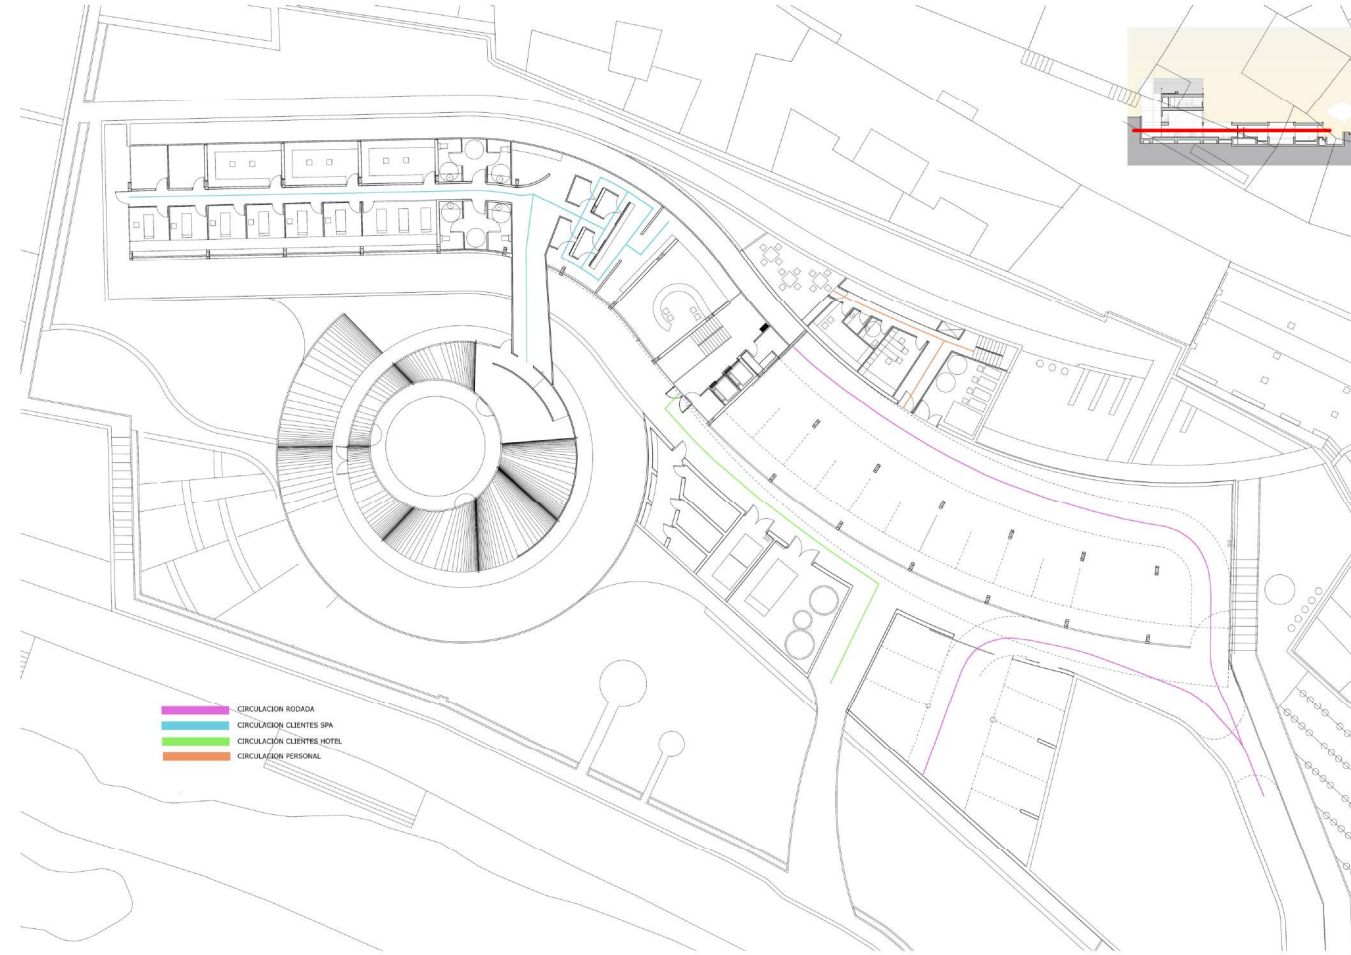 CIRCULACION RODADA
CIRCULACION CLIENTES SPA
CIRCULACION CLIENTES HOTEL
CIRCULACION PERSONAL